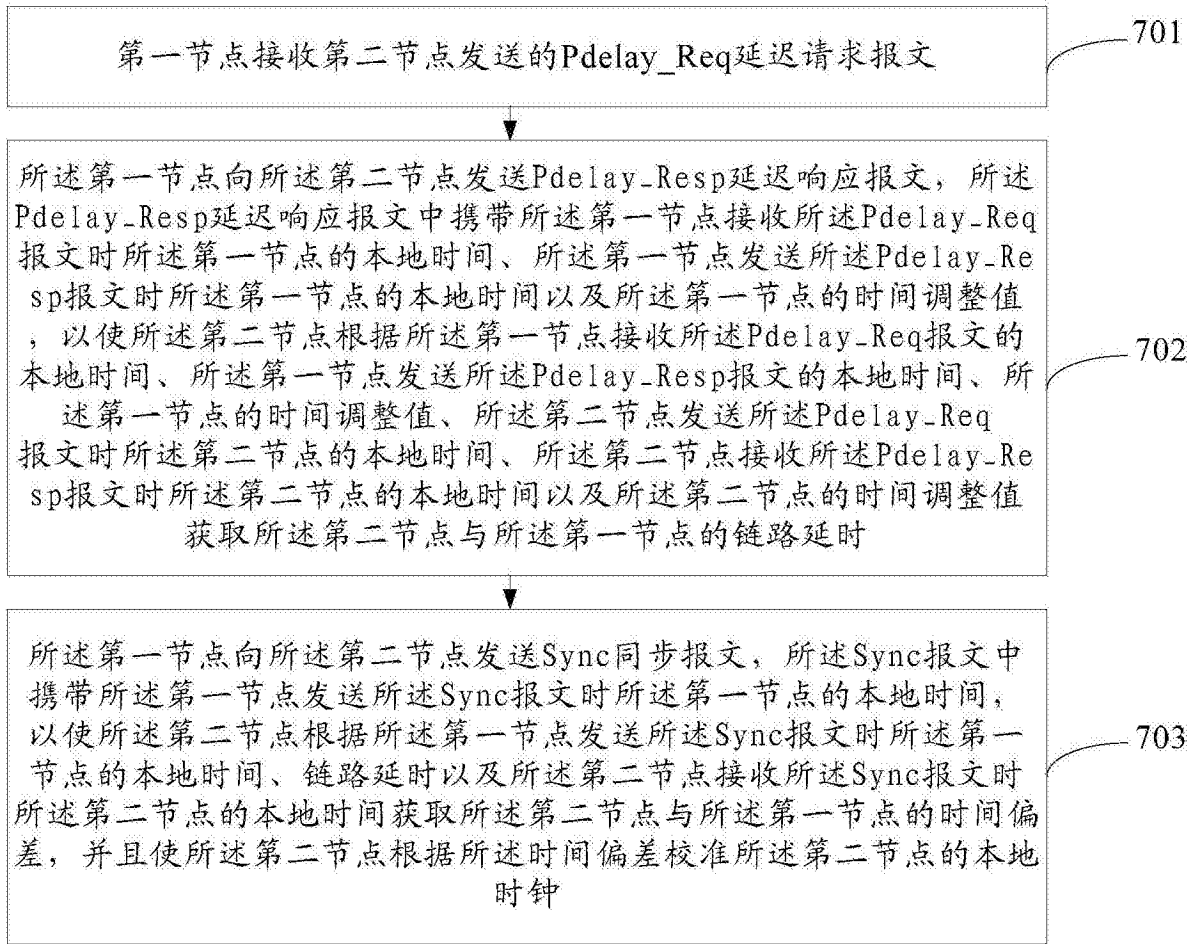 第一节点接收第二节点发送的Pdelay_Req延迟请求报文
701
所述第一节点向所述第二节点发送Pdelay_Resp延迟响应报文，所述
Pdelay_Resp延迟响应报文中携带所述第一节点接收所述Pdelay_Req
报文时所述第一节点的本地时间、所述第一节点发送所述Pdelay_Re
sp报文时所述第一节点的本地时间以及所述第一节点的时间调整值
，以使所述第二节点根据所述第一节点接收所述Pdelay_Req报文的
本地时间、所述第一节点发送所述Pdelay_Resp报文的本地时间、所
述第一节点的时间调整值、所述第二节点发送所述Pdelay_Req
报文时所述第二节点的本地时间、所述第二节点接收所述Pdelay_Re
sp报文时所述第二节点的本地时间以及所述第二节点的时间调整值
获取所述第二节点与所述第一节点的链路延时
702
所述第一节点向所述第二节点发送Sync同步报文，所述Sync报文中
携带所述第一节点发送所述Sync报文时所述第一节点的本地时间，
以使所述第二节点根据所述第一节点发送所述Sync报文时所述第一
节点的本地时间、链路延时以及所述第二节点接收所述Sync报文时
所述第二节点的本地时间获取所述第二节点与所述第一节点的时间偏
差，并且使所述第二节点根据所述时间偏差校准所述第二节点的本地
时钟
703